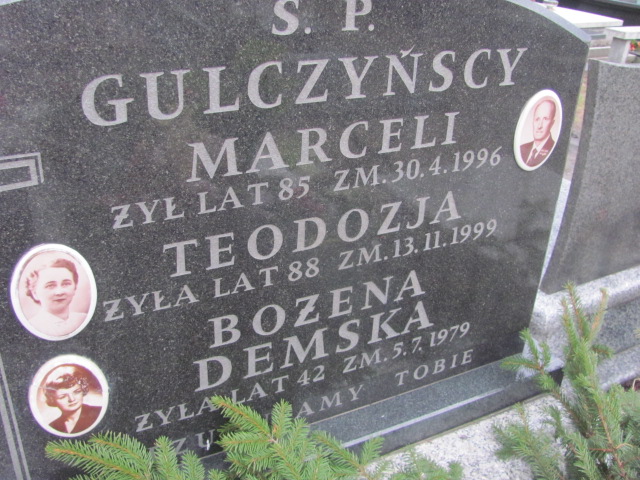 Ś. P.
GULCZYŃSCY
MARCELI
ŻYŁ LAT 85 ZM. 30.4.1996
TEODOZJA
ŻYŁA LAT 88 ZM. 13.11.1999
BOŻENA
DEMSKA
ŻYŁA LAT 42 ZM. 5.7.1979
TOBIE